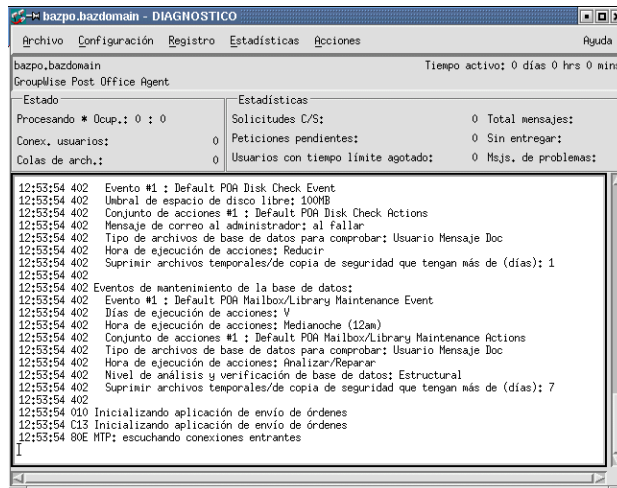 bazpo.bazdomain - DIAGNOSTICO
Archivo Configuración Registro Estadísticas Acciones Ayuda
bazpo.bazdomain Tiempo activo: 0 días 0 hrs 0 mins
GroupWise Post Office Agent
Estado Estadísticas
Procesando * Ocup.: 0 : 0 Solicitudes C/S: 0 Total mensajes:
Conex. usuarios: 0 Peticiones pendientes: 0 Sin entregar:
Colas de arch.: 0 Usuarios con tiempo límite agotado: 0 Msjs. de problemas:
12:53:54 402 Evento #1 : Default POA Disk Check Event
12:53:54 402 Umbral de espacio de disco libre: 100MB
12:53:54 402 Conjunto de acciones #1 : Default POA Disk Check Actions
12:53:54 402 Mensaje de correo al administrador: al fallar
12:53:54 402 Tipo de archivos de base de datos para comprobar: Usuario Mensaje Doc
12:53:54 402 Hora de ejecución de acciones: Reducir
12:53:54 402 Suprimir archivos temporales/de copia de seguridad que tengan más de (días): 1
12:53:54 402
12:53:54 402 Eventos de mantenimiento de la base de datos:
12:53:54 402 Evento #1 : Default POA Mailbox/Library Maintenance Event
12:53:54 402 Días de ejecución de acciones: V
12:53:54 402 Hora de ejecución de acciones: Medianoche (12am)
12:53:54 402 Conjunto de acciones #1 : Default POA Mailbox/Library Maintenance Actions
12:53:54 402 Tipo de archivos de base de datos para comprobar: Usuario Mensaje Doc
12:53:54 402 Hora de ejecución de acciones: Analizar/Reparar
12:53:54 402 Nivel de análisis y verificación de base de datos: Estructural
12:53:54 402 Suprimir archivos temporales/de copia de seguridad que tengan más de (días): 7
12:53:54 402
12:53:54 010 Inicializando aplicación de envío de órdenes
12:53:54 C13 Inicializando aplicación de envío de órdenes
12:53:54 80E MTP: escuchando conexiones entrantes